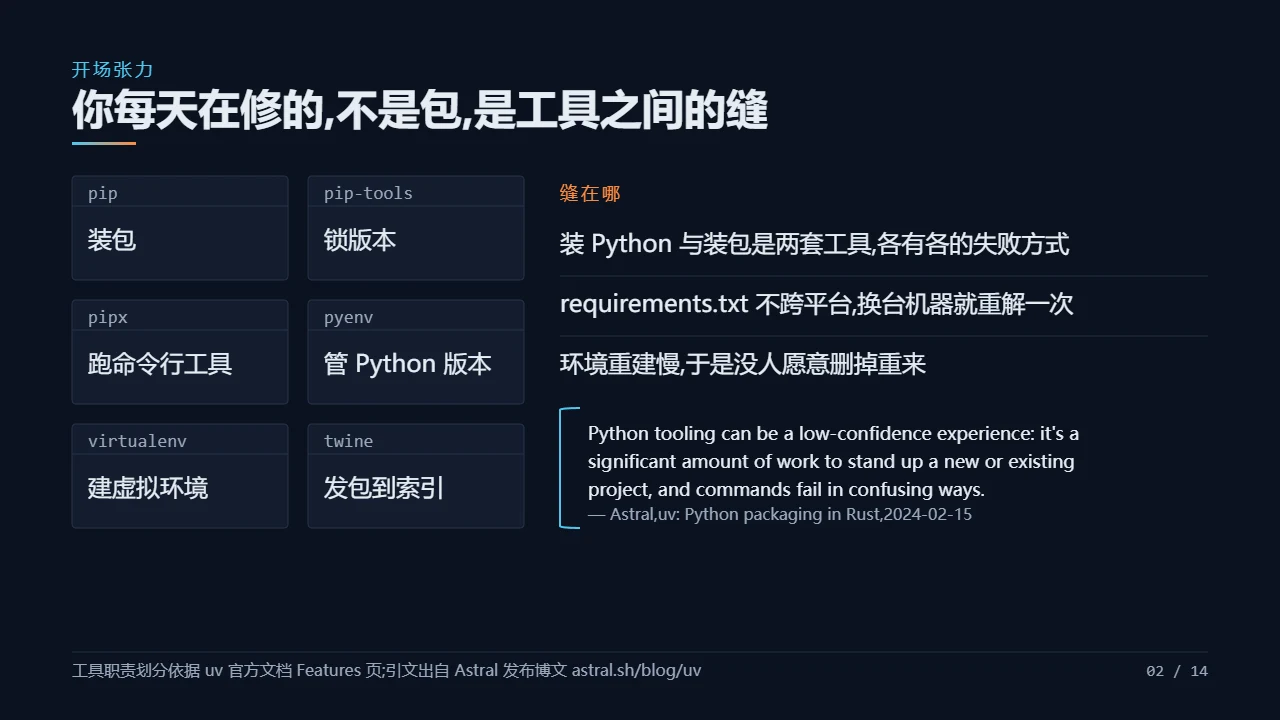 开场张力
你每天在修的,不是包,是工具之间的缝
pip
装包
pip-tools
锁版本
pipx
跑命令行工具
pyenv
管 Python 版本
virtualenv
建虚拟环境
twine
发包到索引
缝在哪
装 Python 与装包是两套工具,各有各的失败方式
requirements.txt 不跨平台,换台机器就重解一次
环境重建慢,于是没人愿意删掉重来
Python tooling can be a low-confidence experience: it's a
significant amount of work to stand up a new or existing
project, and commands fail in confusing ways.
— Astral,uv: Python packaging in Rust,2024-02-15
工具职责划分依据 uv 官方文档 Features 页;引文出自 Astral 发布博文 astral.sh/blog/uv
02 / 14